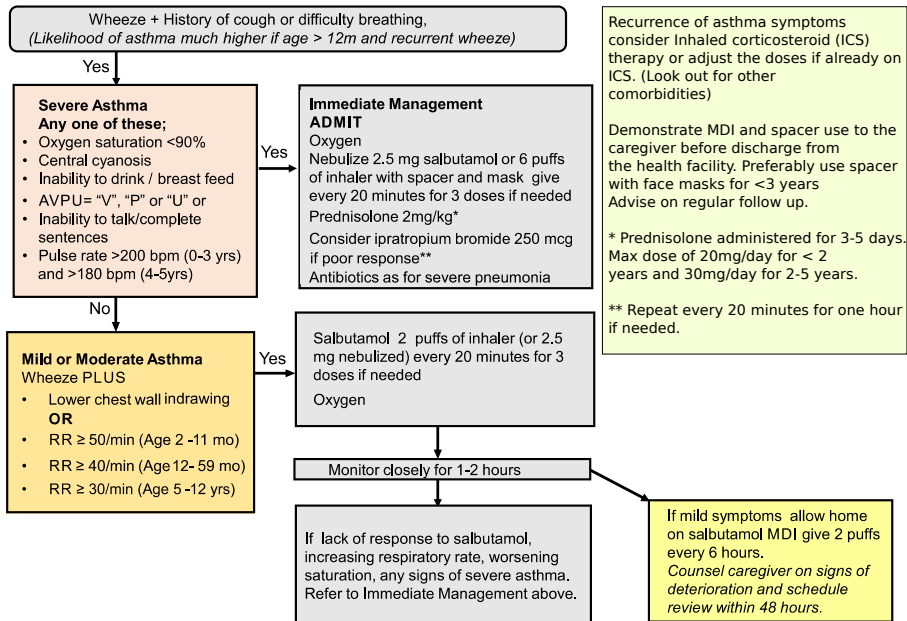 Wheeze + History of cough or difficulty breathing,
(Likelihood of asthma much higher if age > 12m and recurrent wheeze)
Yes
Severe Asthma
Any one of these;
• Oxygen saturation <90%
• Central cyanosis
• Inability to drink / breast feed
• AVPU= “V”, “P” or “U” or
• Inability to talk/complete
sentences
• Pulse rate >200 bpm (0-3 yrs)
and >180 bpm (4-5yrs)
Yes
Immediate Management
ADMIT
Oxygen
Nebulize 2.5 mg salbutamol or 6 puffs
of inhaler with spacer and mask give
every 20 minutes for 3 doses if needed
Prednisolone 2mg/kg*
Consider ipratropium bromide 250 mcg
if poor response**
Antibiotics as for severe pneumonia
Recurrence of asthma symptoms
consider Inhaled corticosteroid (ICS)
therapy or adjust the doses if already on
ICS. (Look out for other
comorbidities)
Demonstrate MDI and spacer use to the
caregiver before discharge from
the health facility. Preferably use spacer
with face masks for <3 years
Advise on regular follow up.
* Prednisolone administered for 3-5 days.
Max dose of 20mg/day for < 2
years and 30mg/day for 2-5 years.
** Repeat every 20 minutes for one hour
if needed.
No
Mild or Moderate Asthma
Wheeze PLUS
• Lower chest wall indrawing
OR
• RR ≥ 50/min (Age 2 -11 mo)
• RR ≥ 40/min (Age 12- 59 mo)
• RR ≥ 30/min (Age 5 -12 yrs)
Yes
Salbutamol 2 puffs of inhaler (or 2.5
mg nebulized) every 20 minutes for 3
doses if needed
Oxygen
Monitor closely for 1-2 hours
If lack of response to salbutamol,
increasing respiratory rate, worsening
saturation, any signs of severe asthma.
Refer to Immediate Management above.
If mild symptoms allow home
on salbutamol MDI give 2 puffs
every 6 hours.
Counsel caregiver on signs of
deterioration and schedule
review within 48 hours.